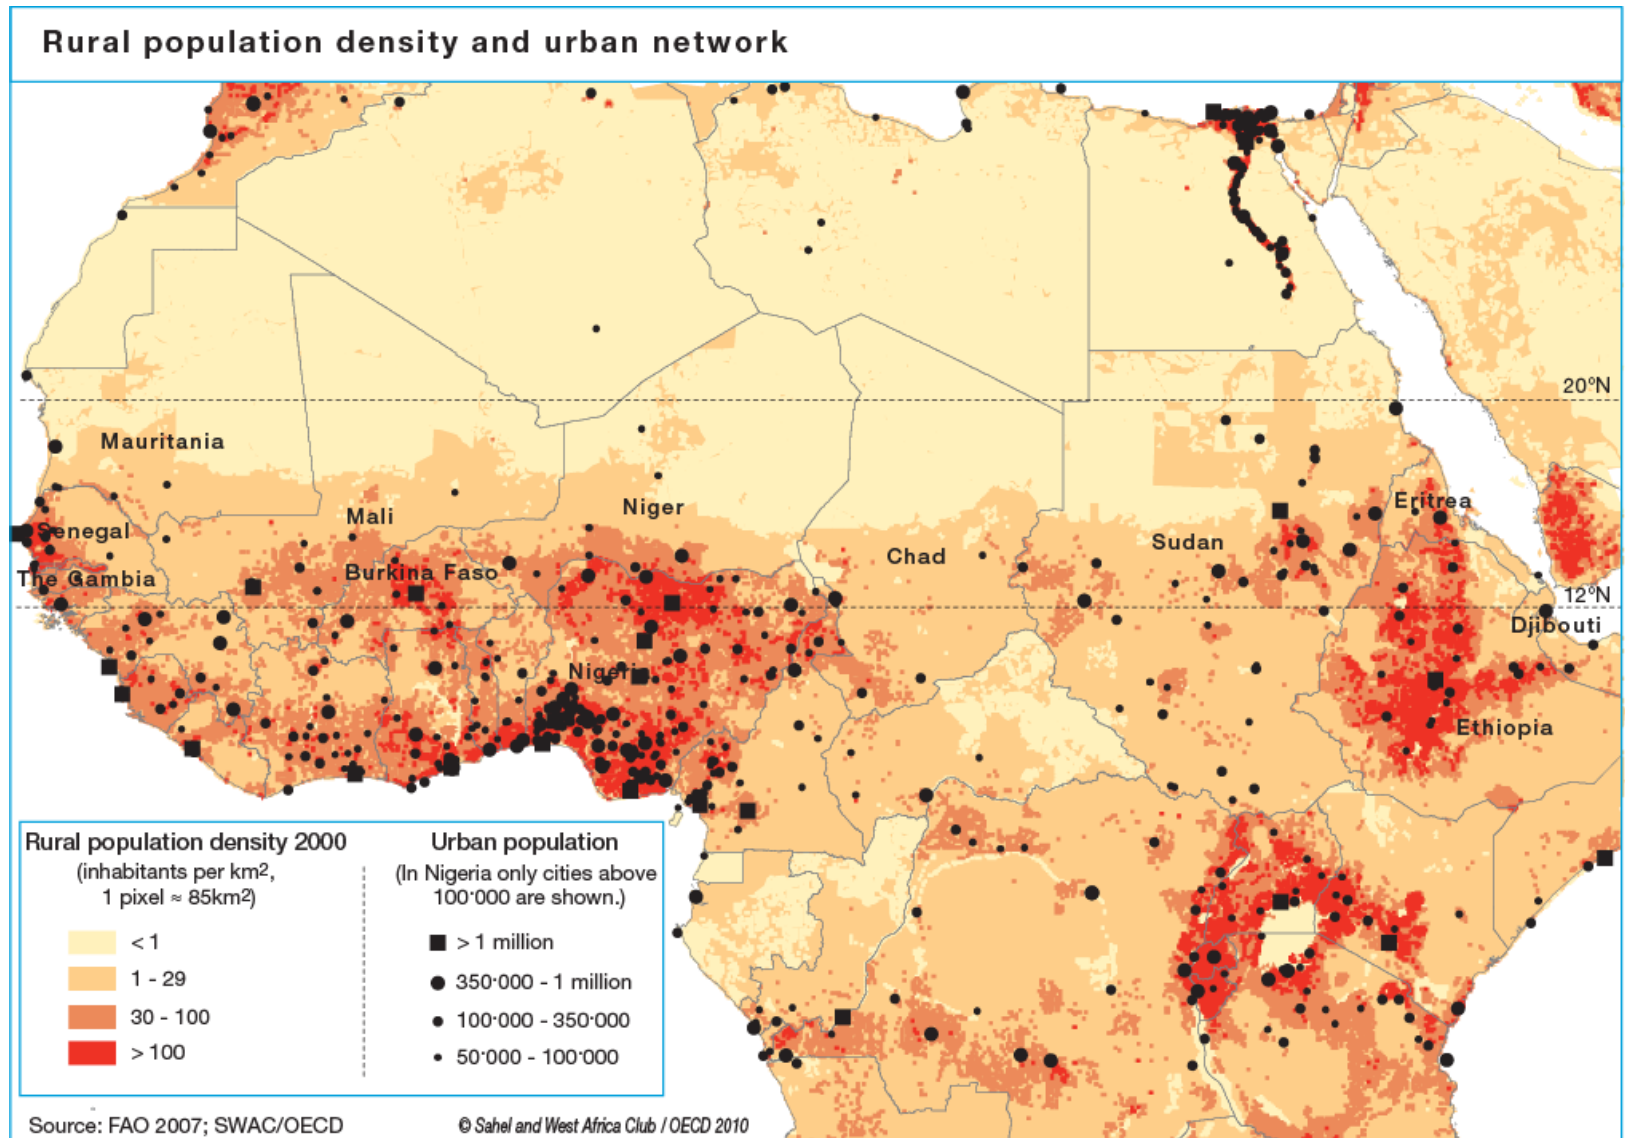 Rural population density and urban network
20°N
Mauritania
Senegal
Mali
Niger
Eritrea
Chad
Sudan
The Gambia
Burkina Faso
12°N
Djibouti
Nigeria
Ethiopia
Rural population density 2000
(inhabitants per km2,
1 pixel ≈ 85km2)
< 1
1 - 29
30 - 100
> 100
Urban population
(In Nigeria only cities above
100'000 are shown.)
> 1 million
350'000 - 1 million
100'000 - 350'000
50'000 - 100'000
Source: FAO 2007; SWAC/OECD
© Sahel and West Africa Club / OECD 2010